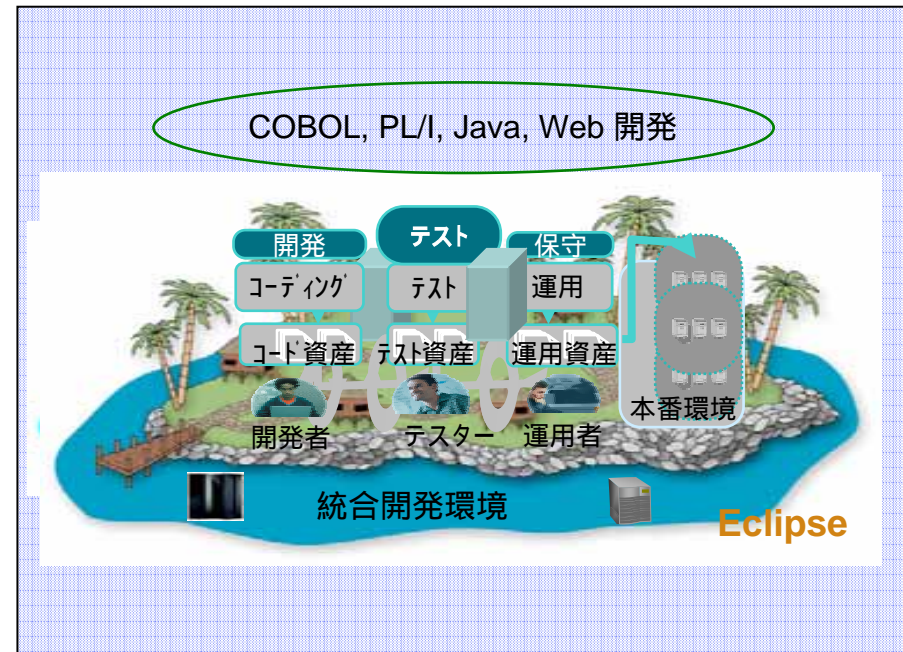 COBOL, PL/I, Java, Web 開発
開発 テスト 保守
ｺｰﾃﾞｨﾝｸﾞ ﾃｽﾄ 運用
ｺｰﾄﾞ資産 ﾃｽﾄ資産 運用資産
本番環境
開発者 テスター 運用者
統合開発環境
Eclipse